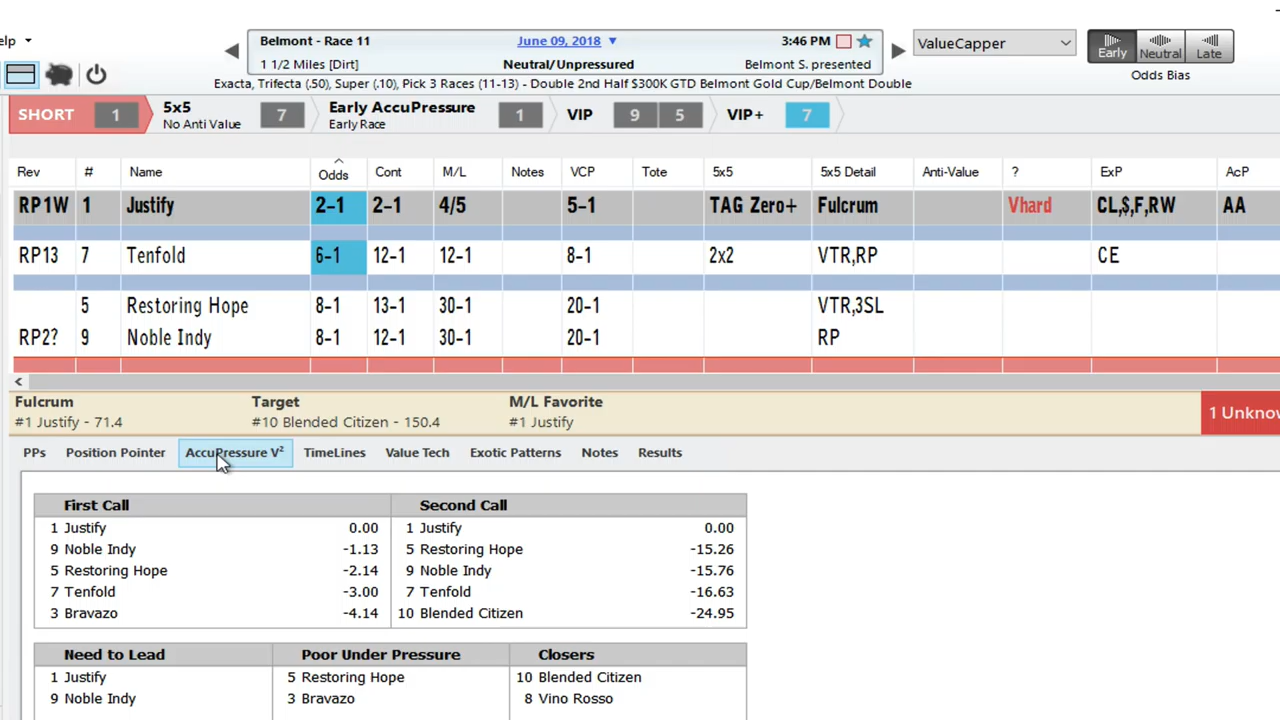 elp
Belmont - Race 11 June 09, 2018 3:46 PM
1 1/2 Miles [Dirt] Neutral/Unpressured Belmont S. presented
Exacta, Trifecta (.50), Super (.10), Pick 3 Races (11-13) - Double 2nd Half $300K GTD Belmont Gold Cup/Belmont Double
ValueCapper
Early Neutral Late
Odds Bias
SHORT 1 5x5 No Anti Value 7 Early AccuPressure Early Race 1 VIP 9 5 VIP+ 7
Rev # Name Odds Cont M/L Notes VCP Tote 5x5 5x5 Detail Anti-Value ? ExP AcP
RP1W 1 Justify 2-1 2-1 4/5 5-1 TAG Zero+ Fulcrum Vhard CL,$,F,RW AA
RP13 7 Tenfold 6-1 12-1 12-1 8-1 2x2 VTR,RP CE
5 Restoring Hope 8-1 13-1 30-1 20-1 VTR,3SL
RP2? 9 Noble Indy 8-1 12-1 30-1 20-1 RP
Fulcrum Target M/L Favorite
#1 Justify - 71.4 #10 Blended Citizen - 150.4 #1 Justify
1 Unknow
PPs Position Pointer AccuPressure V² TimeLines Value Tech Exotic Patterns Notes Results
First Call Second Call
1 Justify 0.00 1 Justify 0.00
9 Noble Indy -1.13 5 Restoring Hope -15.26
5 Restoring Hope -2.14 9 Noble Indy -15.76
7 Tenfold -3.00 7 Tenfold -16.63
3 Bravazo -4.14 10 Blended Citizen -24.95
Need to Lead Poor Under Pressure Closers
1 Justify 5 Restoring Hope 10 Blended Citizen
9 Noble Indy 3 Bravazo 8 Vino Rosso